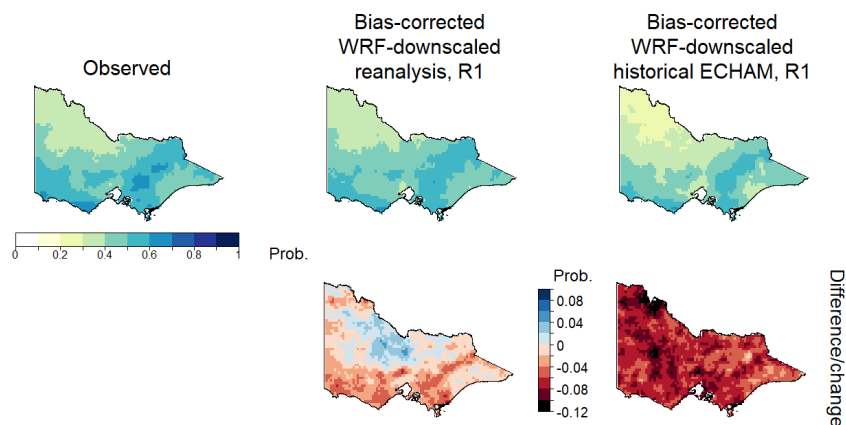 Observed
Bias-corrected
WRF-downscaled
reanalysis, R1
Bias-corrected
WRF-downscaled
historical ECHAM, R1
0 0.2 0.4 0.6 0.8 1
Prob.
Prob.
0.08
0.04
0
-0.04
-0.08
-0.12
Difference/change